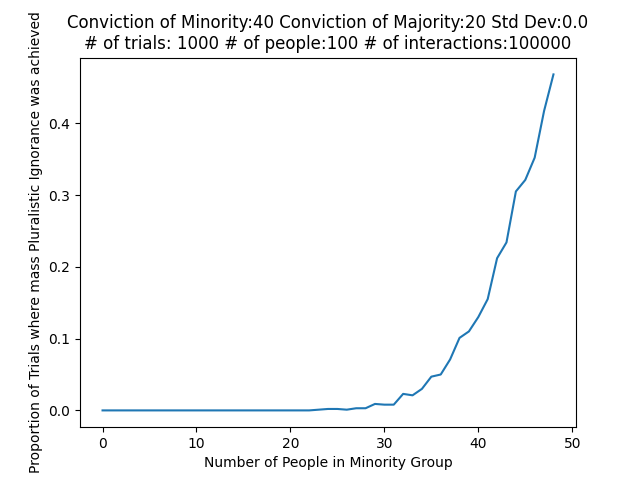 Conviction of Minority:40 Conviction of Majority:20 Std Dev:0.0
# of trials: 1000 # of people:100 # of interactions:100000
Proportion of Trials where mass Pluralistic Ignorance was achieved
0.4
0.3
0.2
0.1
0.0
0 10 20 30 40 50
Number of People in Minority Group